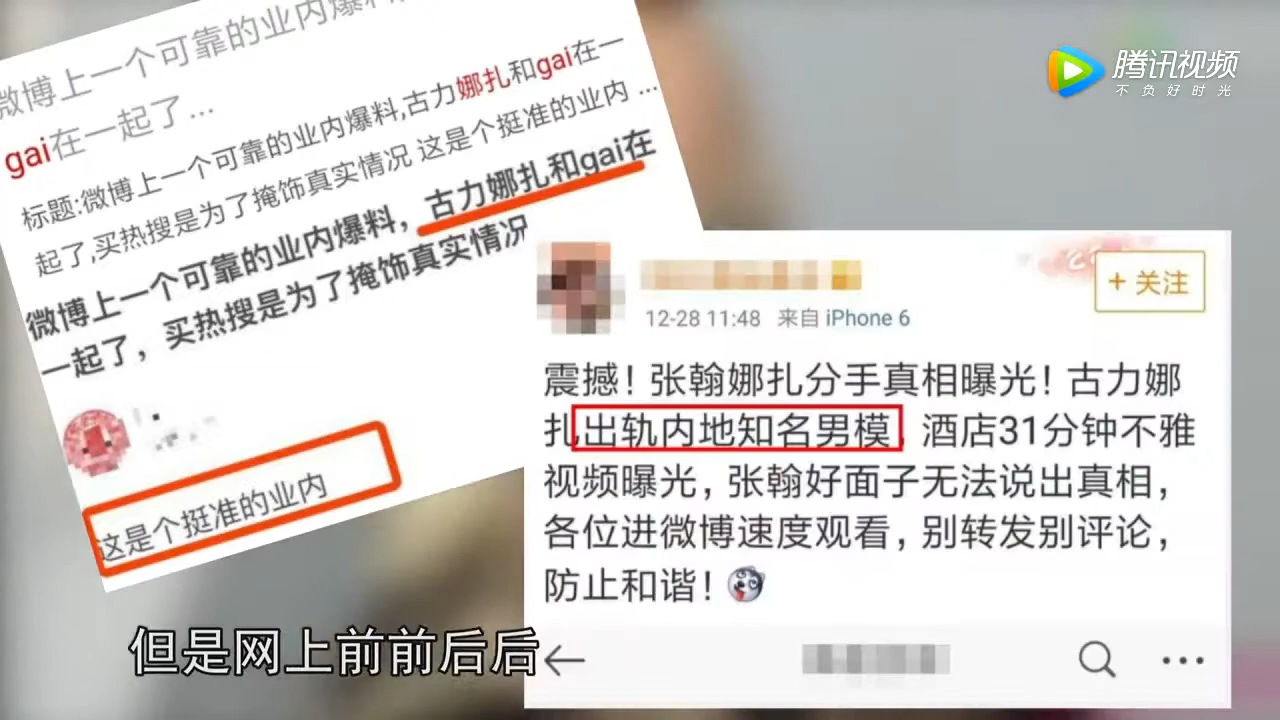 微博上一个可靠的业内爆料
gai在一起了...
标题:微博上一个可靠的业内爆料,古力娜扎和gai在一
起了,买热搜是为了掩饰真实情况 这是个挺准的业内 ...
微博上一个可靠的业内爆料，古力娜扎和gai在
一起了，买热搜是为了掩饰真实情况
这是个挺准的业内
腾讯视频
不负好时光
+ 关注
12-28 11:48 来自 iPhone 6
震撼！张翰娜扎分手真相曝光！古力娜
扎出轨内地知名男模，酒店31分钟不雅
视频曝光，张翰好面子无法说出真相，
各位进微博速度观看，别转发别评论，
防止和谐！
但是网上前前后后